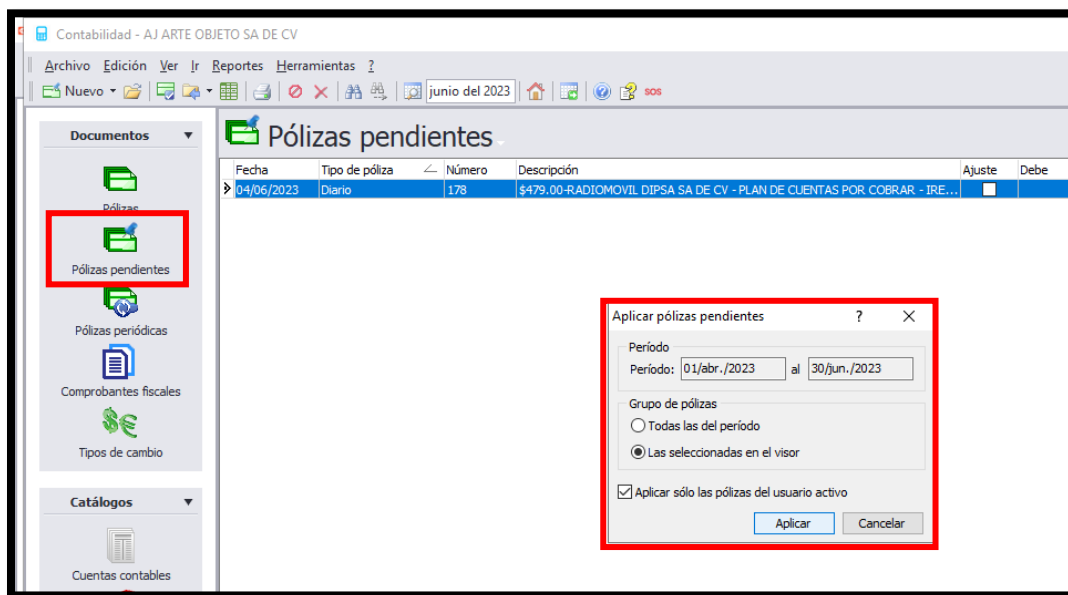 Contabilidad - AJ ARTE OBJETO SA DE CV
Archivo Edición Ver Ir Reportes Herramientas ?
Nuevo junio del 2023 SOS
Documentos
Pólizas
Pólizas pendientes
Pólizas periódicas
Comprobantes fiscales
Tipos de cambio
Catálogos
Cuentas contables
Pólizas pendientes
Fecha Tipo de póliza Número Descripción Ajuste Debe
04/06/2023 Diario 178 $479.00-RADIOMOVIL DIPSA SA DE CV - PLAN DE CUENTAS POR COBRAR - IRE...
Aplicar pólizas pendientes ? X
Período
Período: 01/abr./2023 al 30/jun./2023
Grupo de pólizas
Todas las del período
Las seleccionadas en el visor
Aplicar sólo las pólizas del usuario activo
Aplicar Cancelar